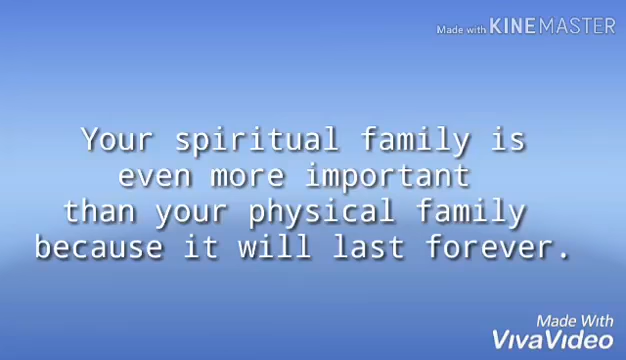 Made with KINEMASTER
Your spiritual family is
even more important
than your physical family
because it will last forever.
Made With
VivaVideo